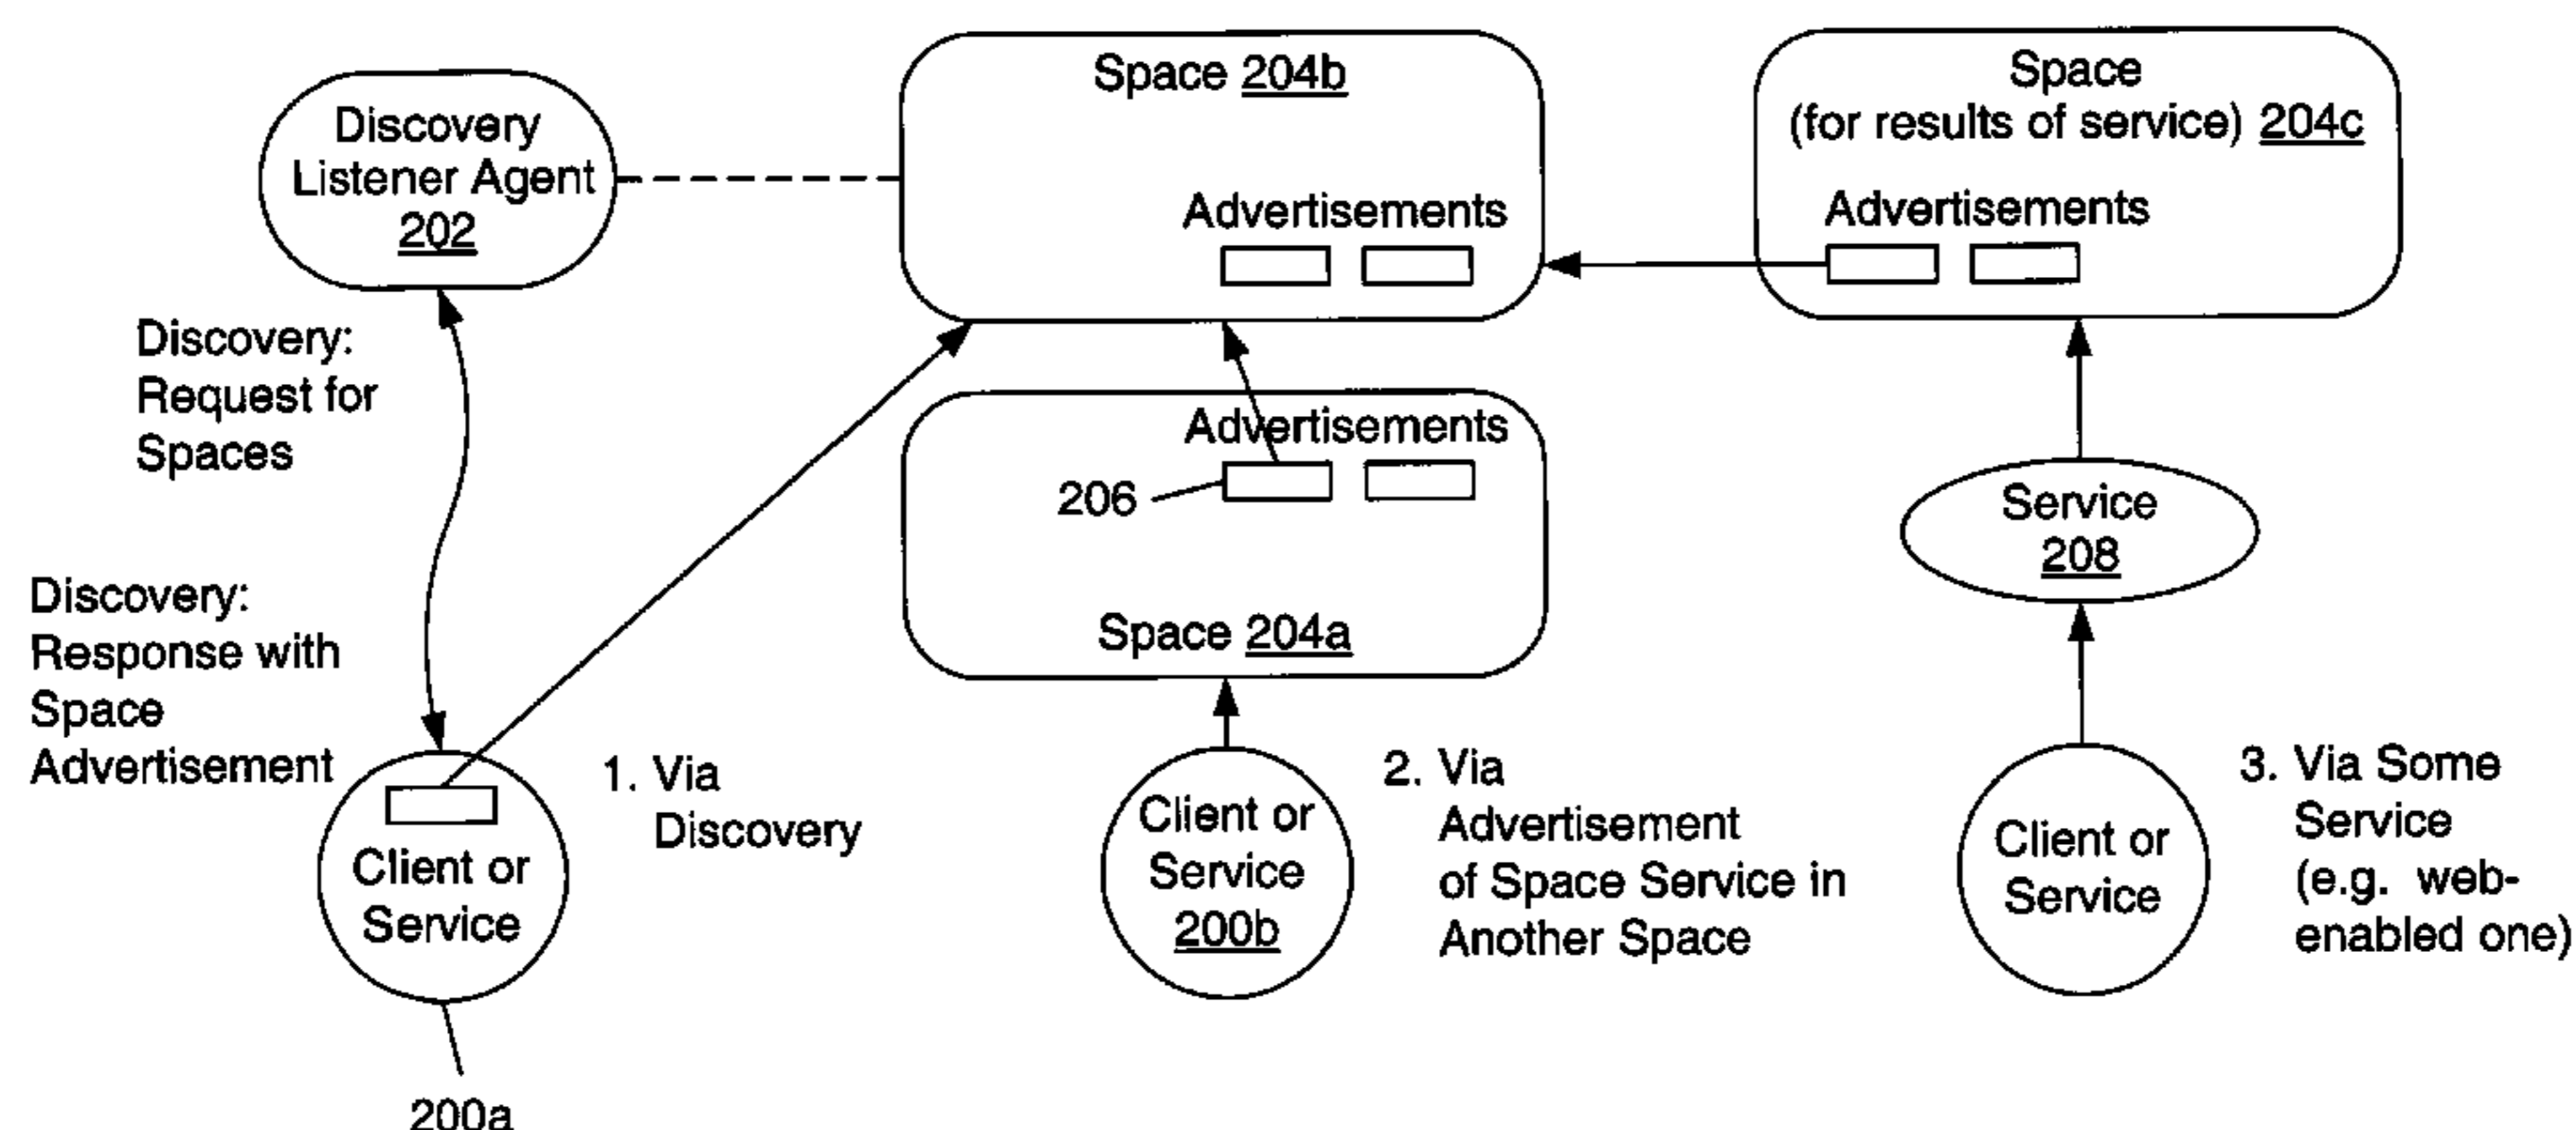 Discovery
Listener Agent
202
Space 204b
Advertisements
Space
(for results of service) 204c
Advertisements
Discovery:
Request for
Spaces
Advertisements
206
Space 204a
Service
208
Discovery:
Response with
Space
Advertisement
Client or
Service
200a
1. Via
Discovery
Client or
Service
200b
2. Via
Advertisement
of Space Service in
Another Space
Client or
Service
3. Via Some
Service
(e.g. web-
enabled one)